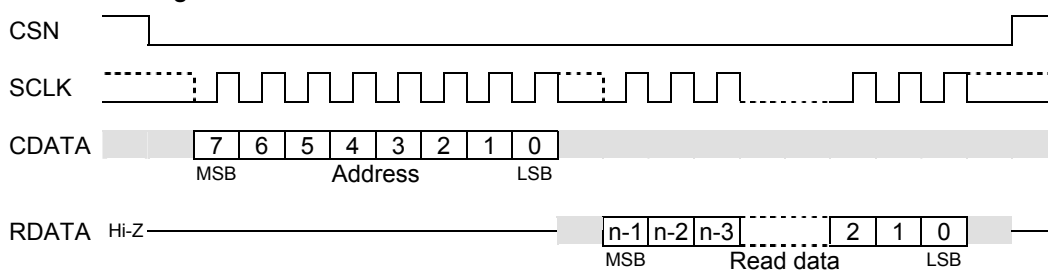 CSN
SCLK
CDATA 7 6 5 4 3 2 1 0
MSB Address LSB
RDATA Hi-Z n-1 n-2 n-3 2 1 0
MSB Read data LSB